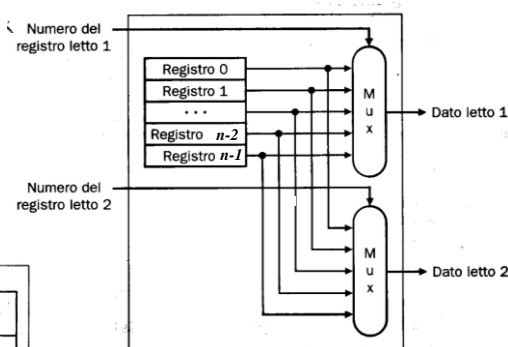 Numero del
registro letto 1
Registro 0
Registro 1
...
Registro n-2
Registro n-1
M
u
x
Dato letto 1
Numero del
registro letto 2
M
u
x
Dato letto 2